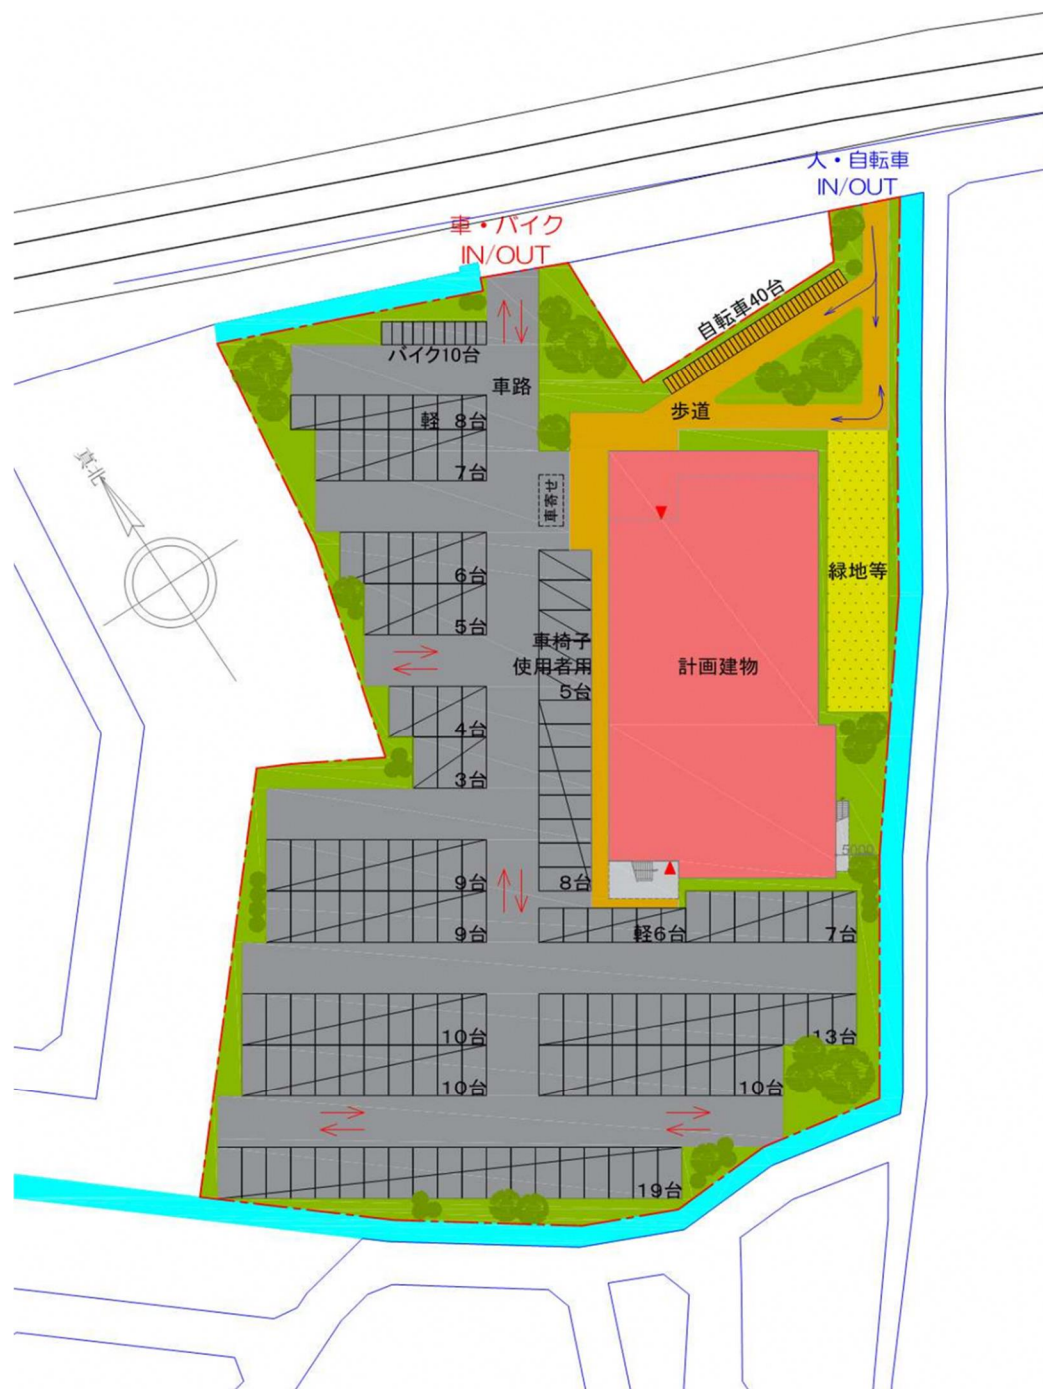 人・自転車
IN/OUT
車・バイク
IN/OUT
自転車40台
バイク10台
車路
歩道
軽 8台
7台
真北
車寄せ
緑地等
6台
5台
車椅子
使用者用
5台
計画建物
4台
3台
5000
9台
8台
9台
軽6台
7台
10台
13台
10台
10台
19台